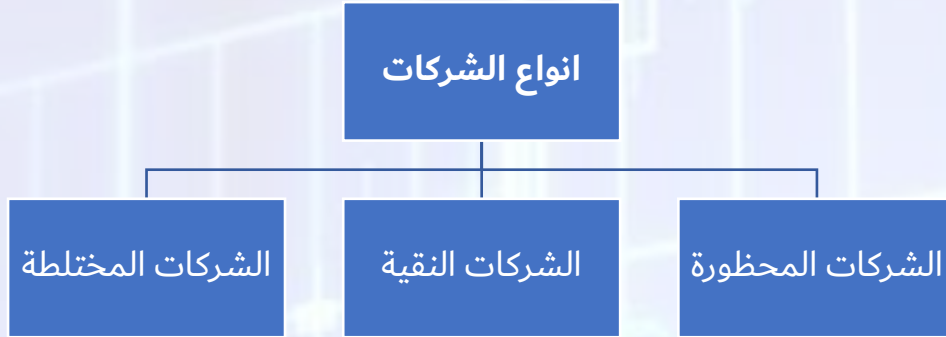 انواع الشركات
الشركات المحظورة
الشركات النقية
الشركات المختلطة